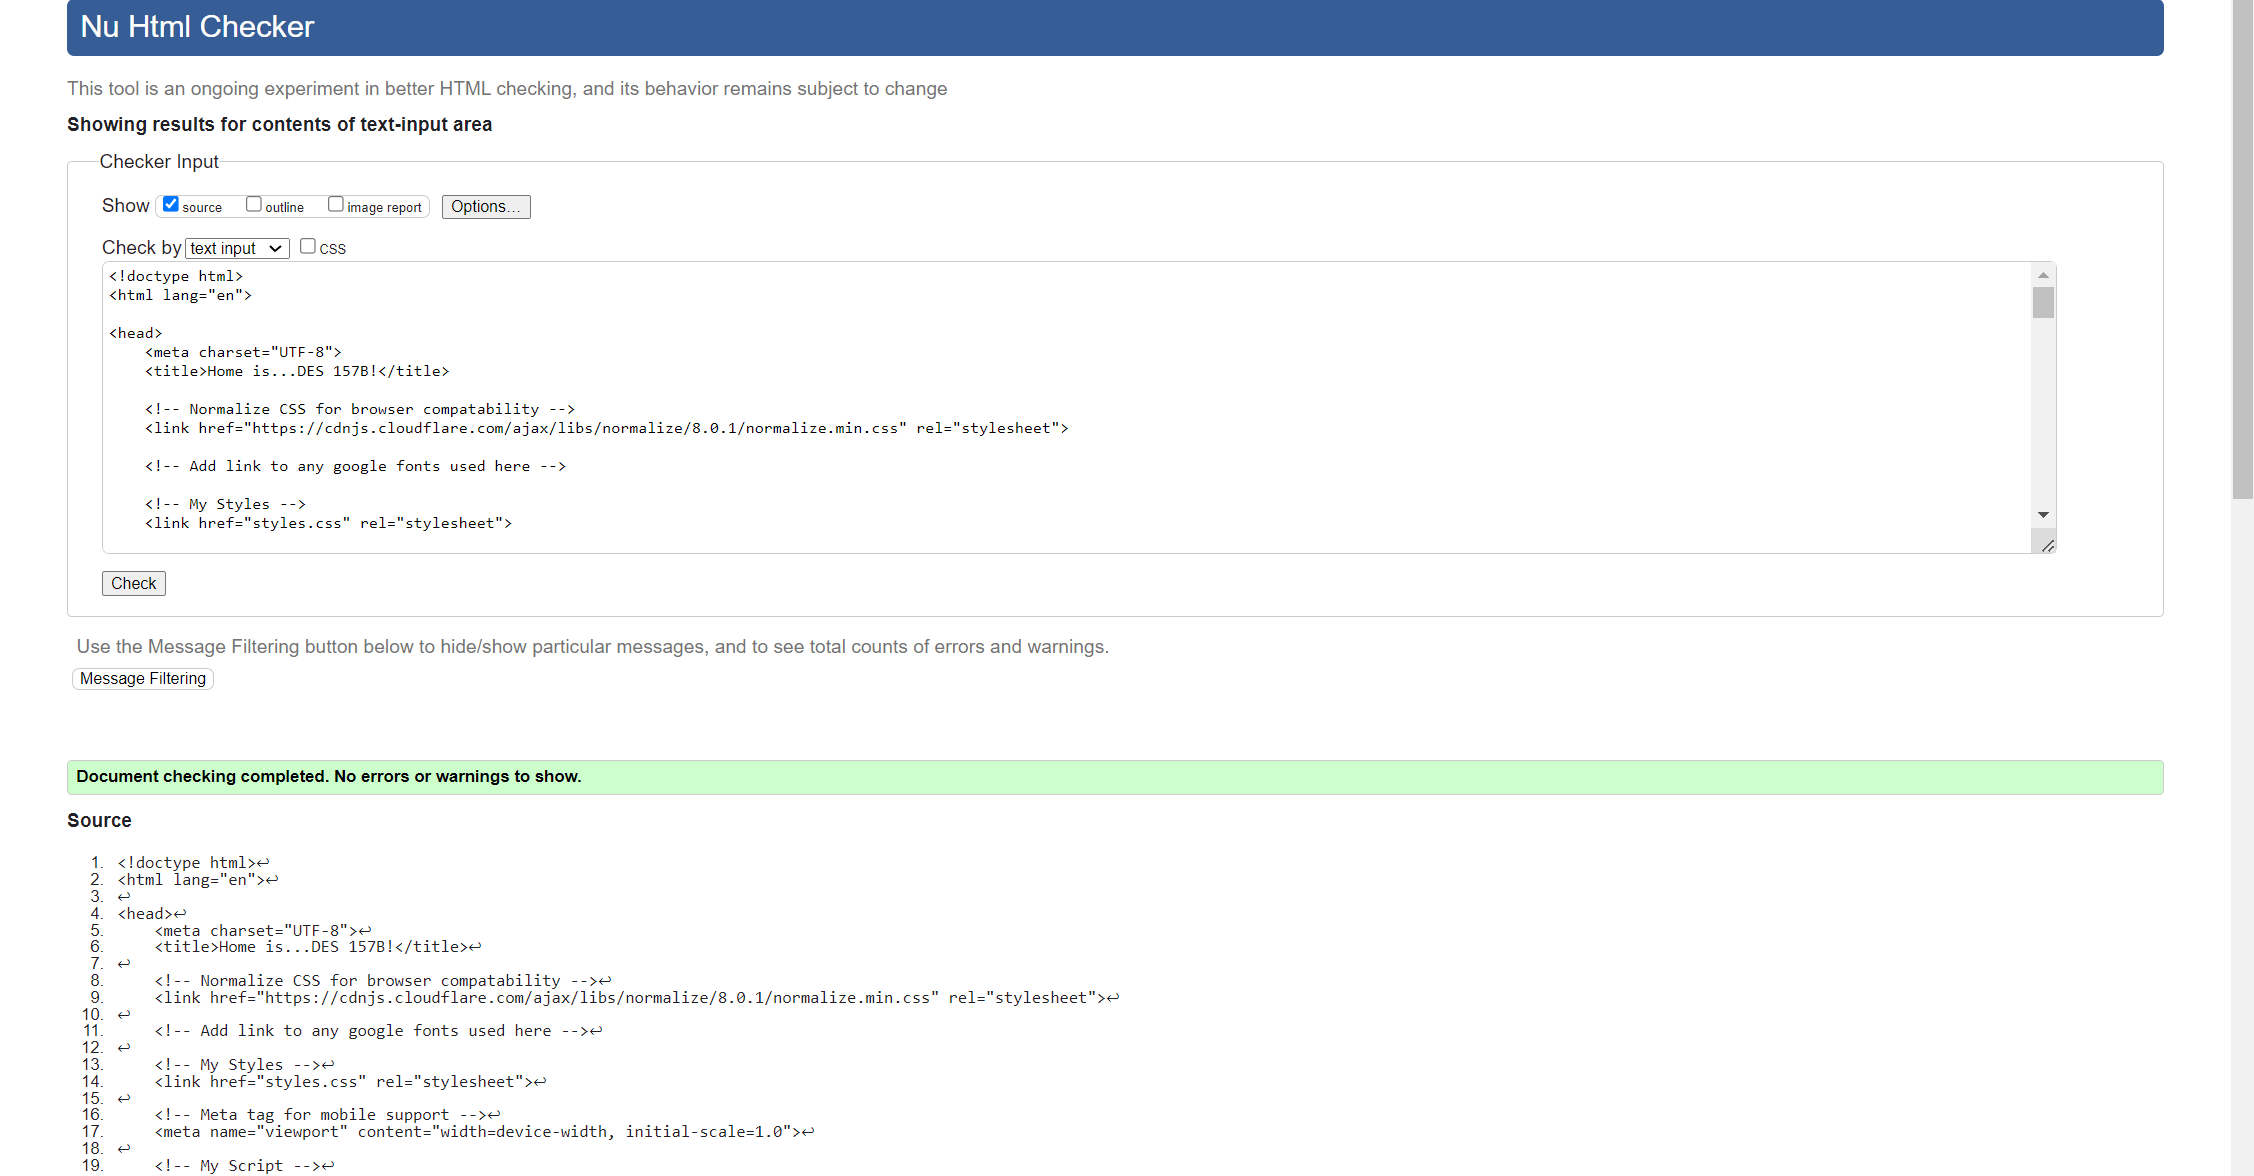 Nu Html Checker
This tool is an ongoing experiment in better HTML checking, and its behavior remains subject to change
Showing results for contents of text-input area
Checker Input
Show source outline image report Options...
Check by text input CSS
<!doctype html>
<html lang="en">
<head>
<meta charset="UTF-8">
<title>Home is...DES 157B!</title>
<!-- Normalize CSS for browser compatability -->
<link href="https://cdnjs.cloudflare.com/ajax/libs/normalize/8.0.1/normalize.min.css" rel="stylesheet">
<!-- Add link to any google fonts used here -->
<!-- My Styles -->
<link href="styles.css" rel="stylesheet">
Check
Use the Message Filtering button below to hide/show particular messages, and to see total counts of errors and warnings.
Message Filtering
Document checking completed. No errors or warnings to show.
Source
1. <!doctype html>↩
2. <html lang="en">↩
3. ↩
4. <head>↩
5. <meta charset="UTF-8">↩
6. <title>Home is...DES 157B!</title>↩
7. ↩
8. <!-- Normalize CSS for browser compatability -->↩
9. <link href="https://cdnjs.cloudflare.com/ajax/libs/normalize/8.0.1/normalize.min.css" rel="stylesheet">↩
10. ↩
11. <!-- Add link to any google fonts used here -->↩
12. ↩
13. <!-- My Styles -->↩
14. <link href="styles.css" rel="stylesheet">↩
15. ↩
16. <!-- Meta tag for mobile support -->↩
17. <meta name="viewport" content="width=device-width, initial-scale=1.0">↩
18. ↩
19. <!-- My Script -->↩